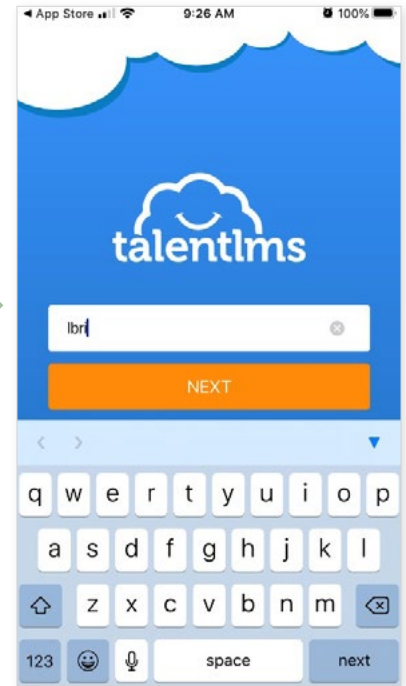 App Store 9:26 AM 100%
talentlms
lbri
NEXT
q w e r t y u i o p
a s d f g h j k l
z x c v b n m
123 space next